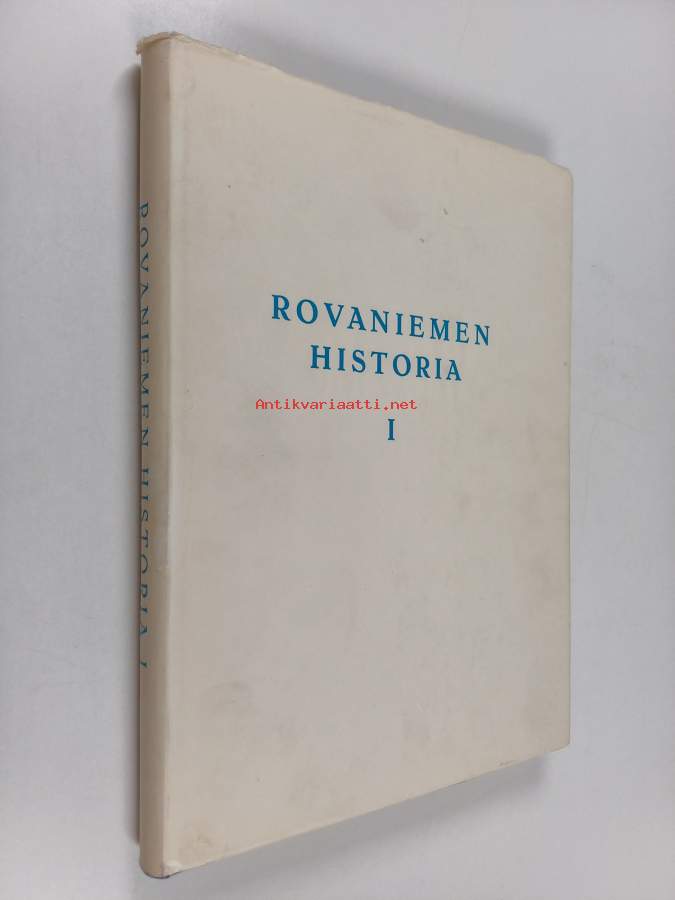 ROVANIEMEN
HISTORIA
Antikvariaatti.net
I
ROVANIEMEN HISTORIA I